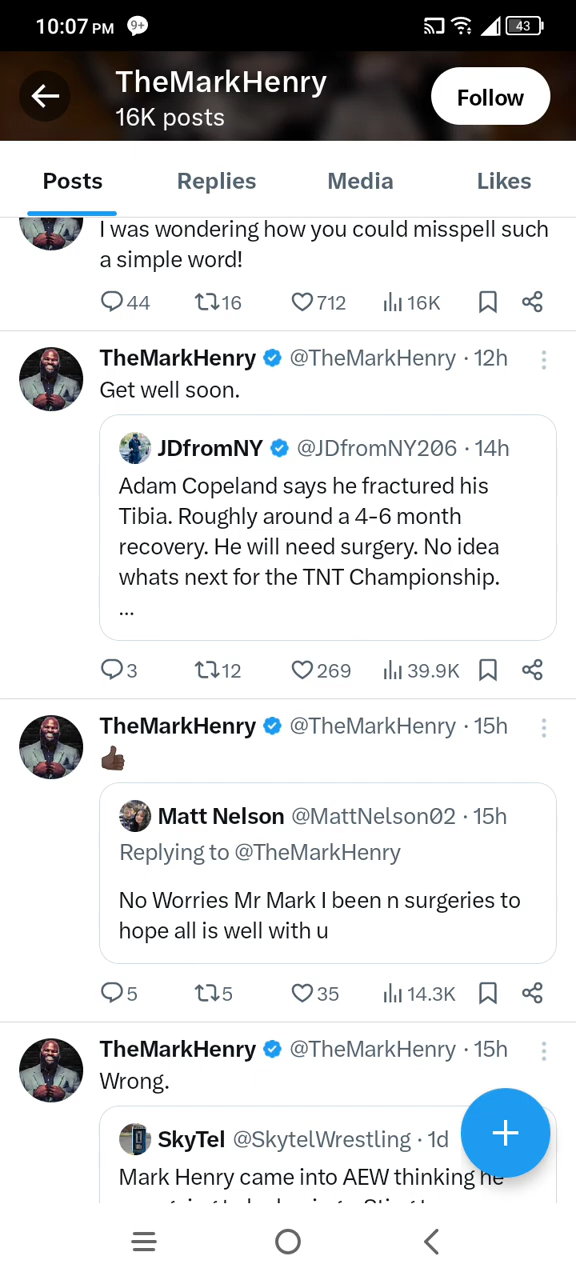 10:07 PM 9+
43
TheMarkHenry
16K posts
Follow
Posts Replies Media Likes
I was wondering how you could misspell such
a simple word!
44 16 712 16K
TheMarkHenry @TheMarkHenry · 12h
Get well soon.
JDfromNY @JDfromNY206 · 14h
Adam Copeland says he fractured his
Tibia. Roughly around a 4-6 month
recovery. He will need surgery. No idea
whats next for the TNT Championship.
...
3 12 269 39.9K
TheMarkHenry @TheMarkHenry · 15h
👍🏿
Matt Nelson @MattNelson02 · 15h
Replying to @TheMarkHenry
No Worries Mr Mark I been n surgeries to
hope all is well with u
5 5 35 14.3K
TheMarkHenry @TheMarkHenry · 15h
Wrong.
SkyTel @SkytelWrestling · 1d
Mark Henry came into AEW thinking he